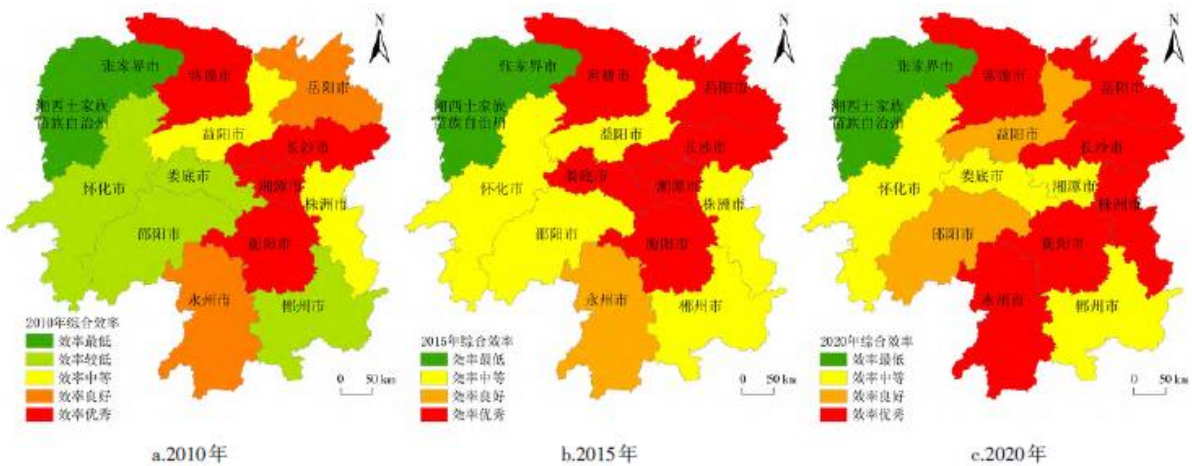 N
张家界市
常德市
岳阳市
湘西土家族
苗族自治州
益阳市
长沙市
怀化市
娄底市
湘潭市
株洲市
邵阳市
衡阳市
永州市
郴州市
2010年综合效率
效率最低
效率较低
效率中等
效率良好
效率优秀
0 50 km
a.2010年
N
张家界市
常德市
岳阳市
湘西土家族
苗族自治州
益阳市
长沙市
怀化市
娄底市
湘潭市
株洲市
邵阳市
衡阳市
永州市
郴州市
2015年综合效率
效率最低
效率中等
效率良好
效率优秀
0 50 km
b.2015年
N
张家界市
常德市
岳阳市
湘西土家族
苗族自治州
益阳市
长沙市
怀化市
娄底市
湘潭市
株洲市
邵阳市
衡阳市
永州市
郴州市
2020年综合效率
效率最低
效率中等
效率良好
效率优秀
0 50 km
c.2020年